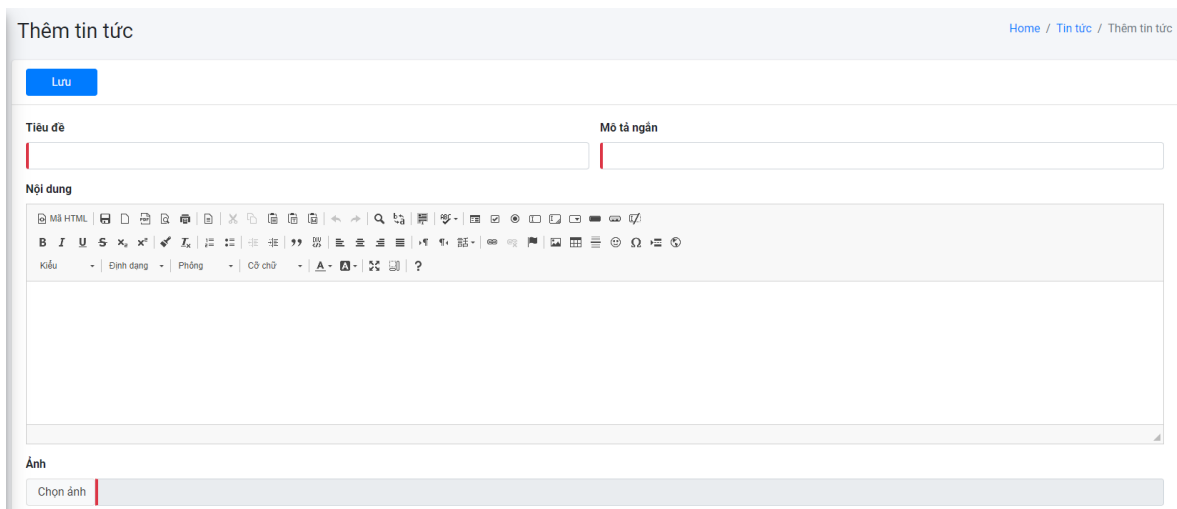 Thêm tin tức
Home / Tin tức / Thêm tin tức
Lưu
Tiêu đề
Mô tả ngắn
Nội dung
Mã HTML
Kiểu Định dạng Phông Cỡ chữ
Ảnh
Chọn ảnh